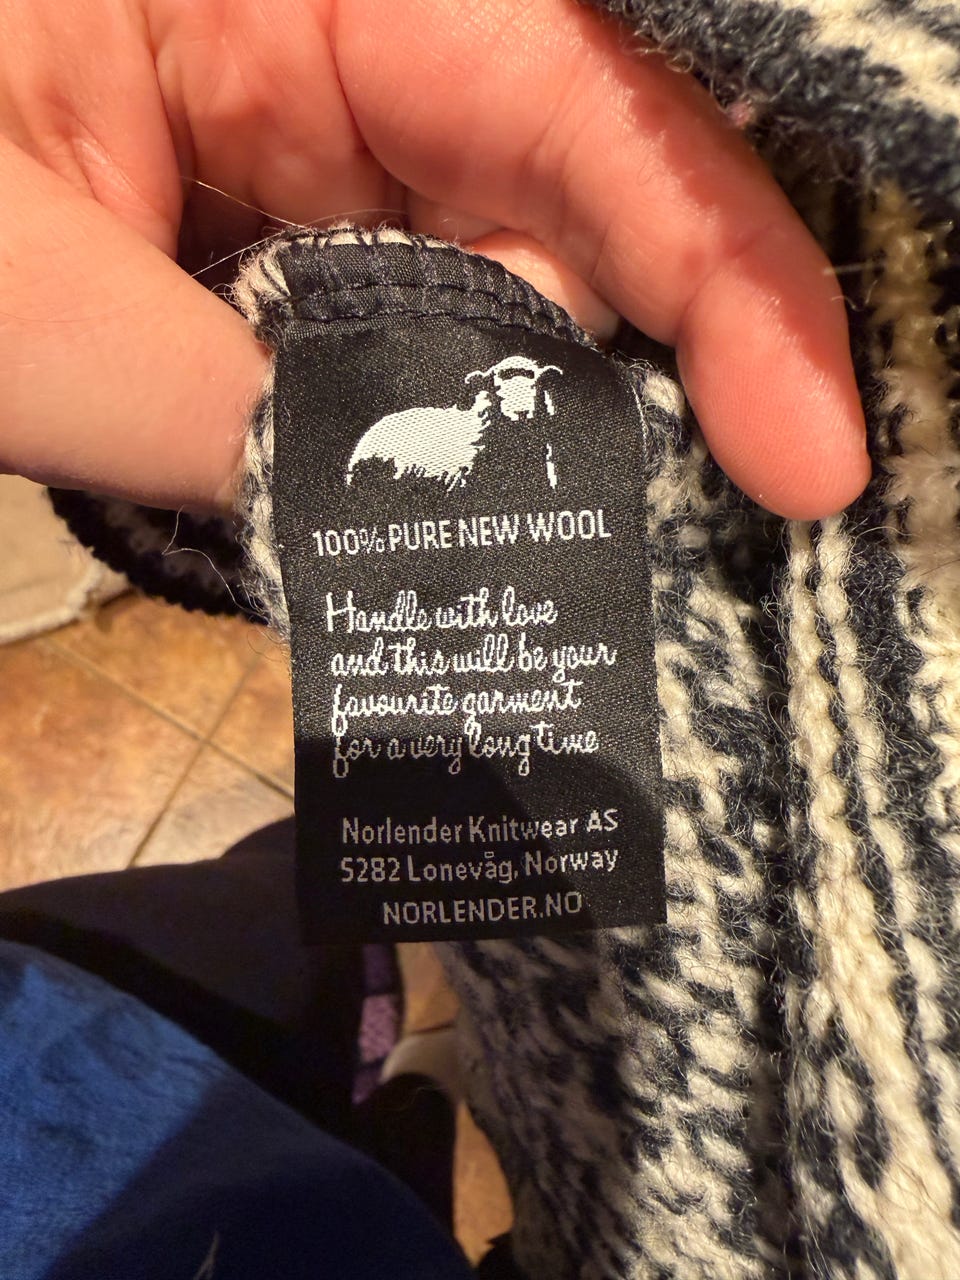 100% PURE NEW WOOL
Handle with love
and this will be your
favourite garment
for a very long time
Norlender Knitwear AS
5282 Lonevåg, Norway
NORLENDER.NO